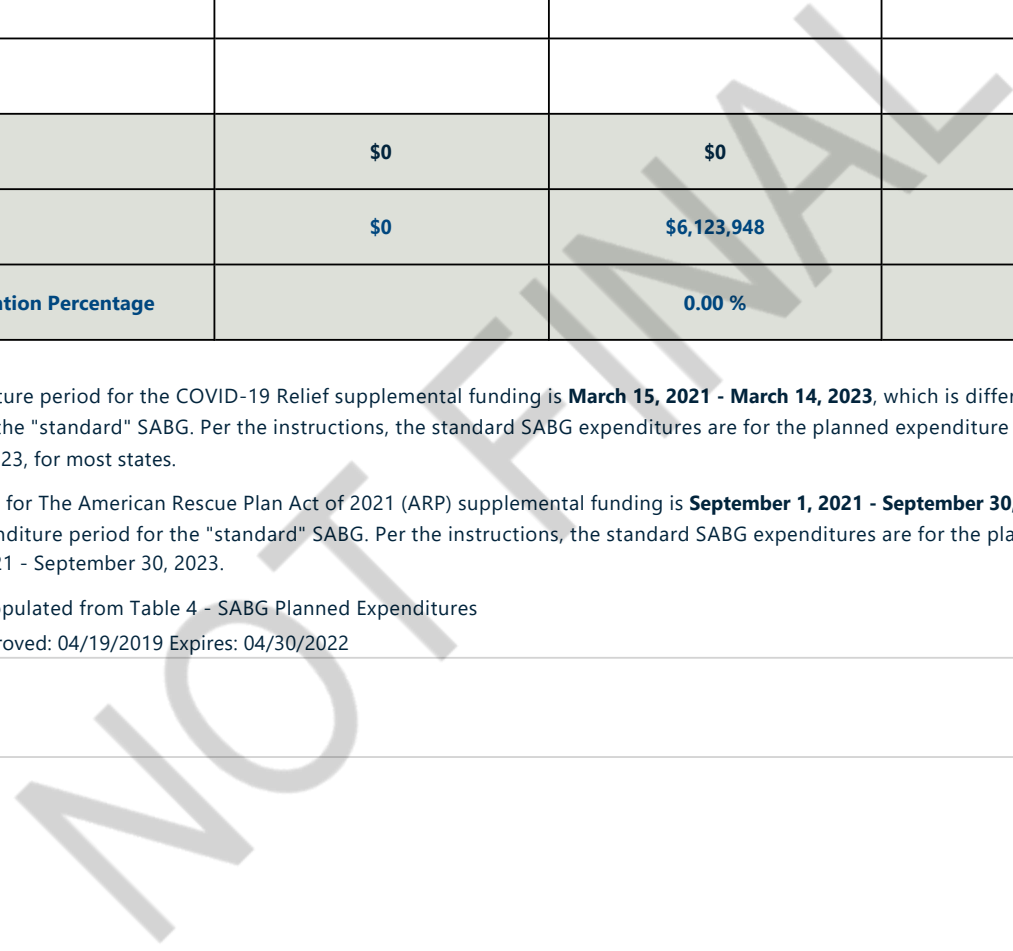 $0 $0
$0 $6,123,948
tion Percentage 0.00 %
ture period for the COVID-19 Relief supplemental funding is March 15, 2021 - March 14, 2023, which is differ
the "standard" SABG. Per the instructions, the standard SABG expenditures are for the planned expenditure
23, for most states.
for The American Rescue Plan Act of 2021 (ARP) supplemental funding is September 1, 2021 - September 30,
nditure period for the "standard" SABG. Per the instructions, the standard SABG expenditures are for the pla
21 - September 30, 2023.
opulated from Table 4 - SABG Planned Expenditures
roved: 04/19/2019 Expires: 04/30/2022
NOT FINAL